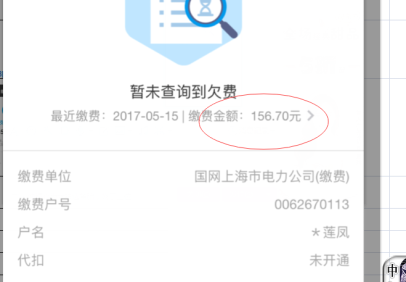 暂未查询到欠费
最近缴费：2017-05-15 | 缴费金额：156.70元
缴费单位 国网上海市电力公司(缴费)
缴费户号 0062670113
户名 *莲凤
代扣 未开通
中